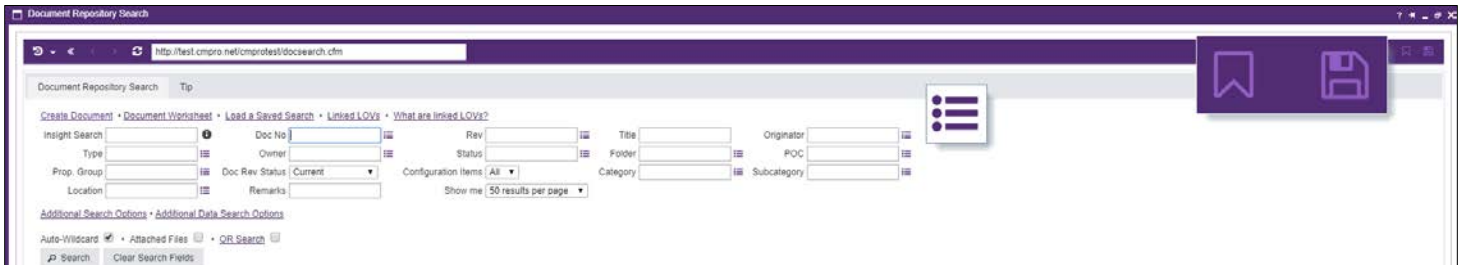 Document Repository Search
http://test.cmpro.net/cmprotest/docsearch.cfm
Document Repository Search Tip
Create Document • Document Worksheet • Load a Saved Search • Linked LOVs • What are linked LOVs?
Insight Search Doc No Rev Title Originator
Type Owner Status Folder POC
Prop. Group Doc Rev Status Current Configuration Items All Category Subcategory
Location Remarks Show me 50 results per page
Additional Search Options • Additional Data Search Options
Auto-Wildcard • Attached Files • OR Search
Search Clear Search Fields